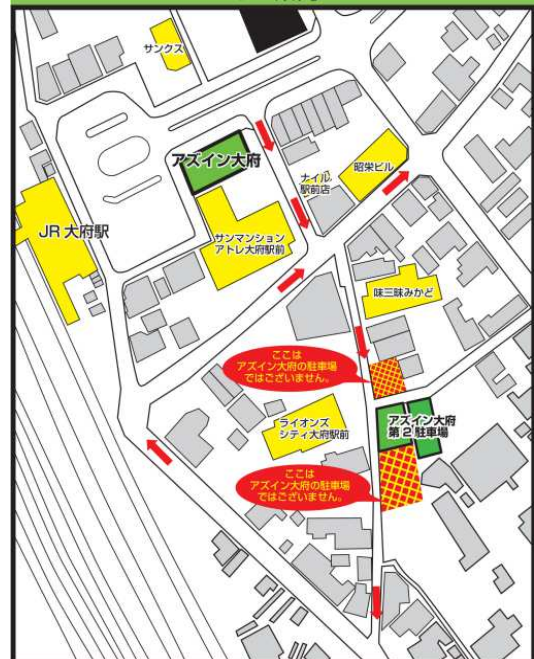 サンクス
アズイン大府
昭栄ビル
ナイル
駅前店
JR 大府駅
サンマンション
アトレ大府駅前
味三昧みかど
ここは
アズイン大府の駐車場
ではございません。
アズイン大府
第2駐車場
ライオンズ
シティ大府駅前
ここは
アズイン大府の駐車場
ではございません。